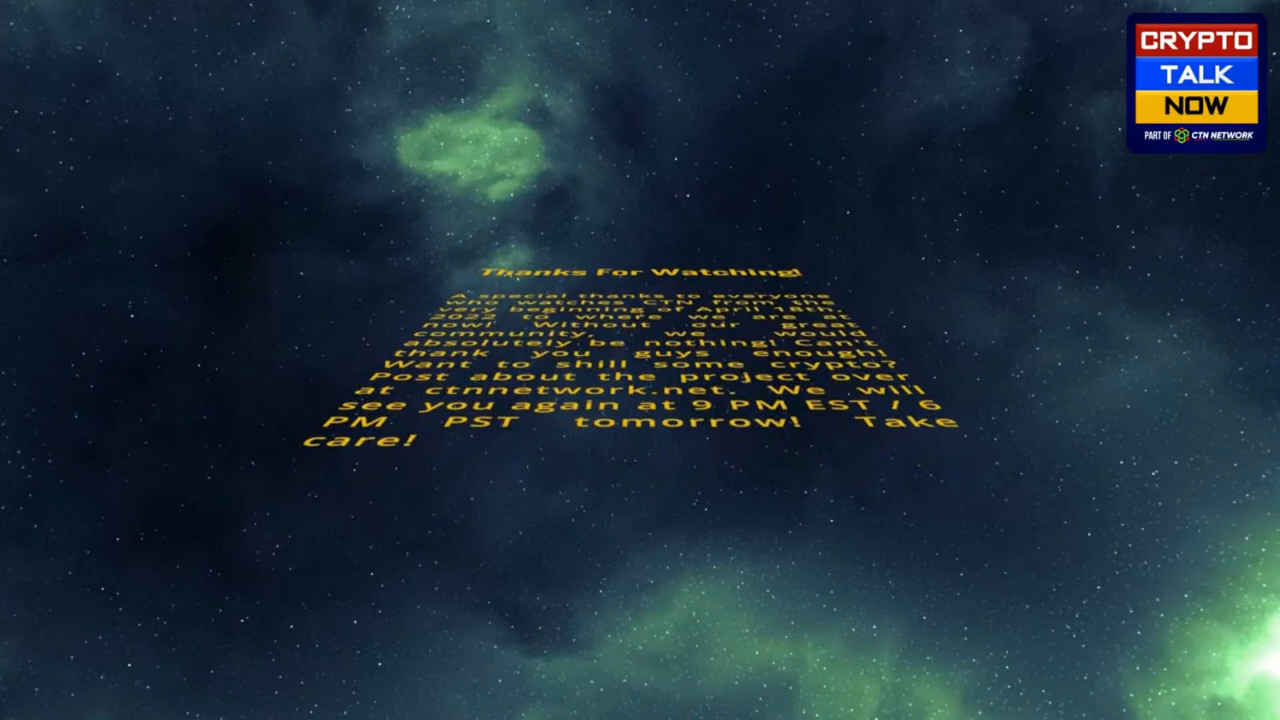 CRYPTO
TALK
NOW
PART OF CTN NETWORK
Thanks For Watching!
A special thanks to everyone
who watches CTN from the
very beginning of April 18th,
2022 to where we are at
now! Without our great
community, we would
absolutely be nothing! Can't
thank you guys enough!
Want to shill some crypto?
Post about the project over
at ctnnetwork.net. We will
see you again at 9 PM EST / 6
PM PST tomorrow! Take
care!